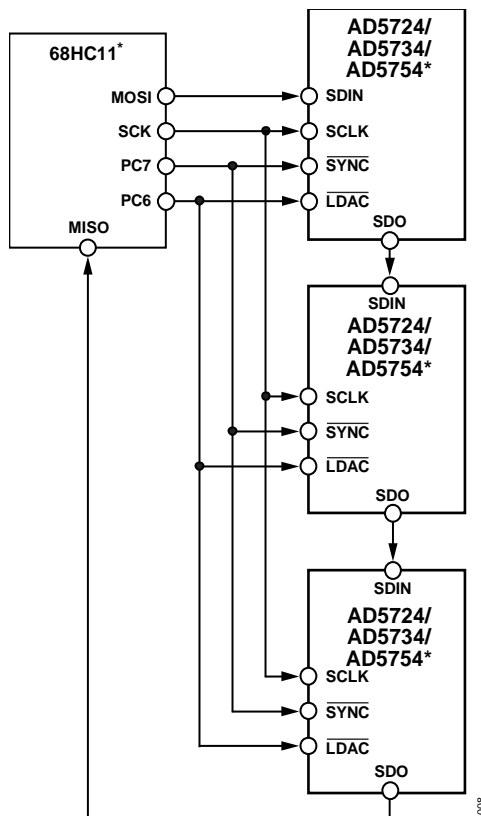 68HC11*
MOSI
SCK
PC7
PC6
MISO
AD5724/
AD5734/
AD5754*
SDIN
SCLK
SYNC
LDAC
SDO
SDIN
AD5724/
AD5734/
AD5754*
SCLK
SYNC
LDAC
SDO
SDIN
AD5724/
AD5734/
AD5754*
SCLK
SYNC
LDAC
SDO